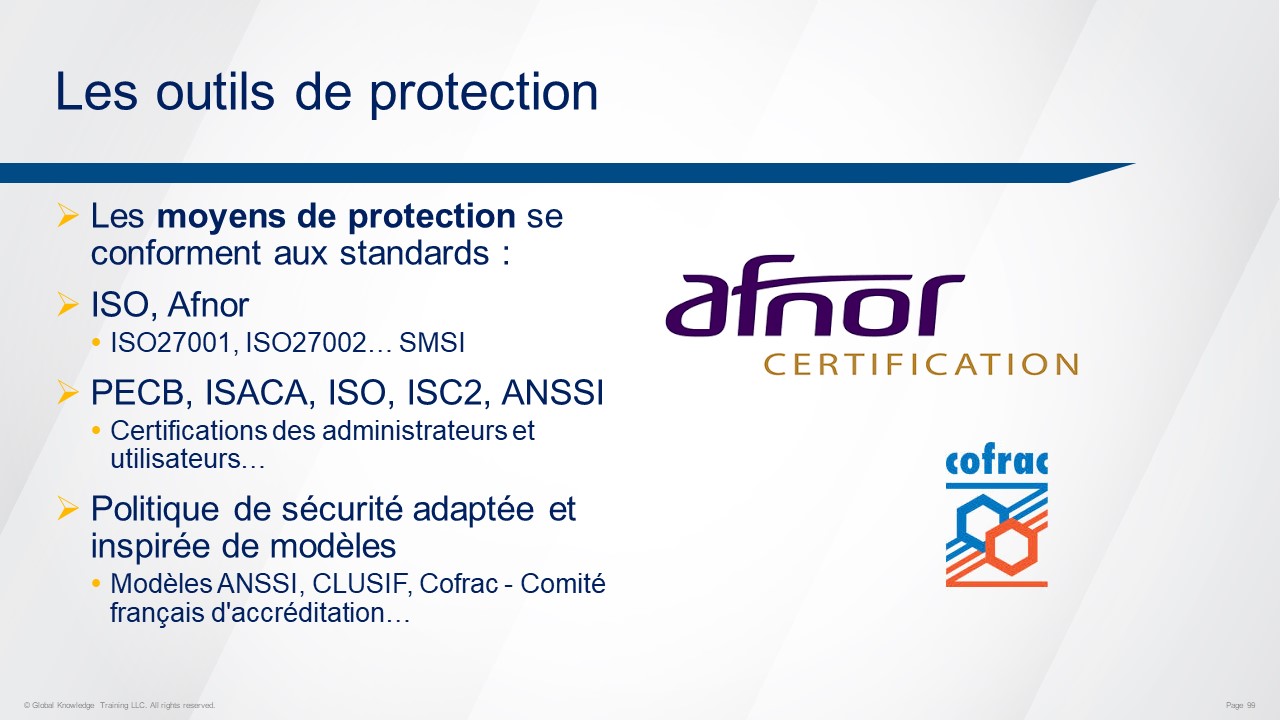 Les outils de protection
Les moyens de protection se
conforment aux standards :
ISO, Afnor
ISO27001, ISO27002… SMSI
PECB, ISACA, ISO, ISC2, ANSSI
Certifications des administrateurs et
utilisateurs…
Politique de sécurité adaptée et
inspirée de modèles
Modèles ANSSI, CLUSIF, Cofrac - Comité
français d'accréditation…
afnor
CERTIFICATION
cofrac
© Global Knowledge Training LLC. All rights reserved.
Page 99